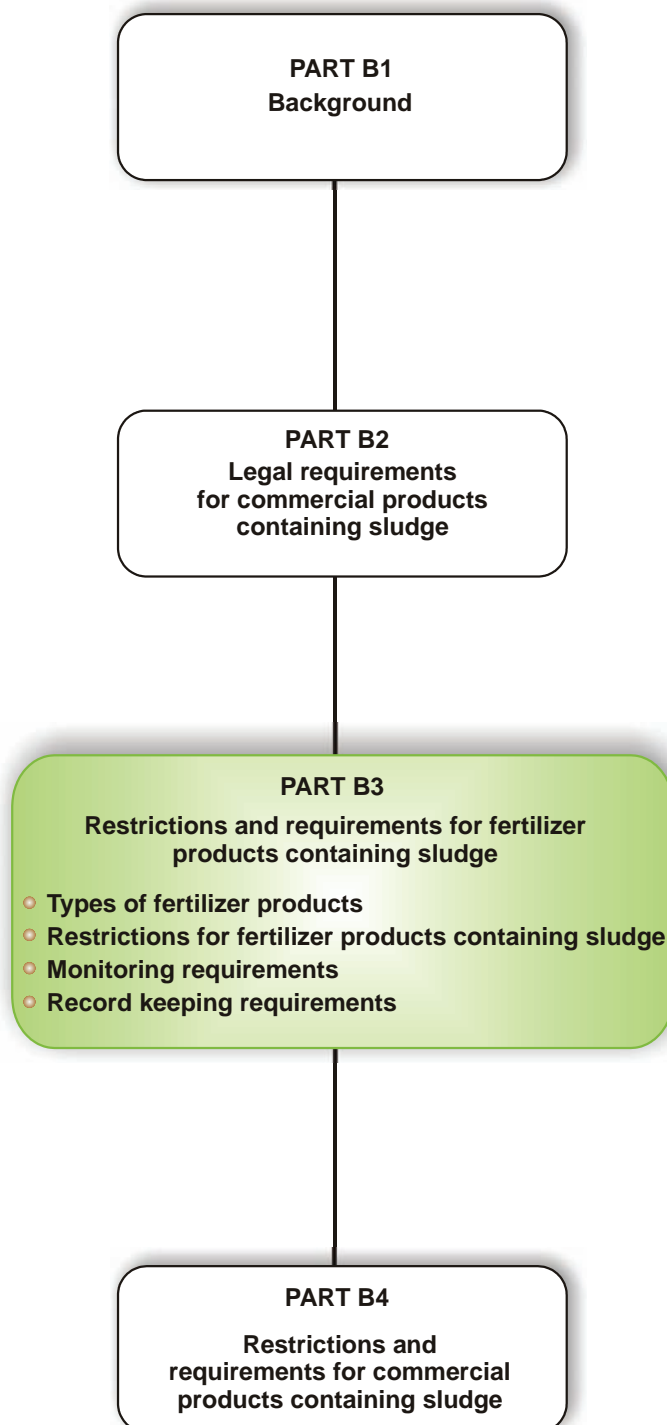 PART B1
Background
PART B2
Legal requirements
for commercial products
containing sludge
PART B3
Restrictions and requirements for fertilizer
products containing sludge
Types of fertilizer products
Restrictions for fertilizer products containing sludge
Monitoring requirements
Record keeping requirements
PART B4
Restrictions and
requirements for commercial
products containing sludge